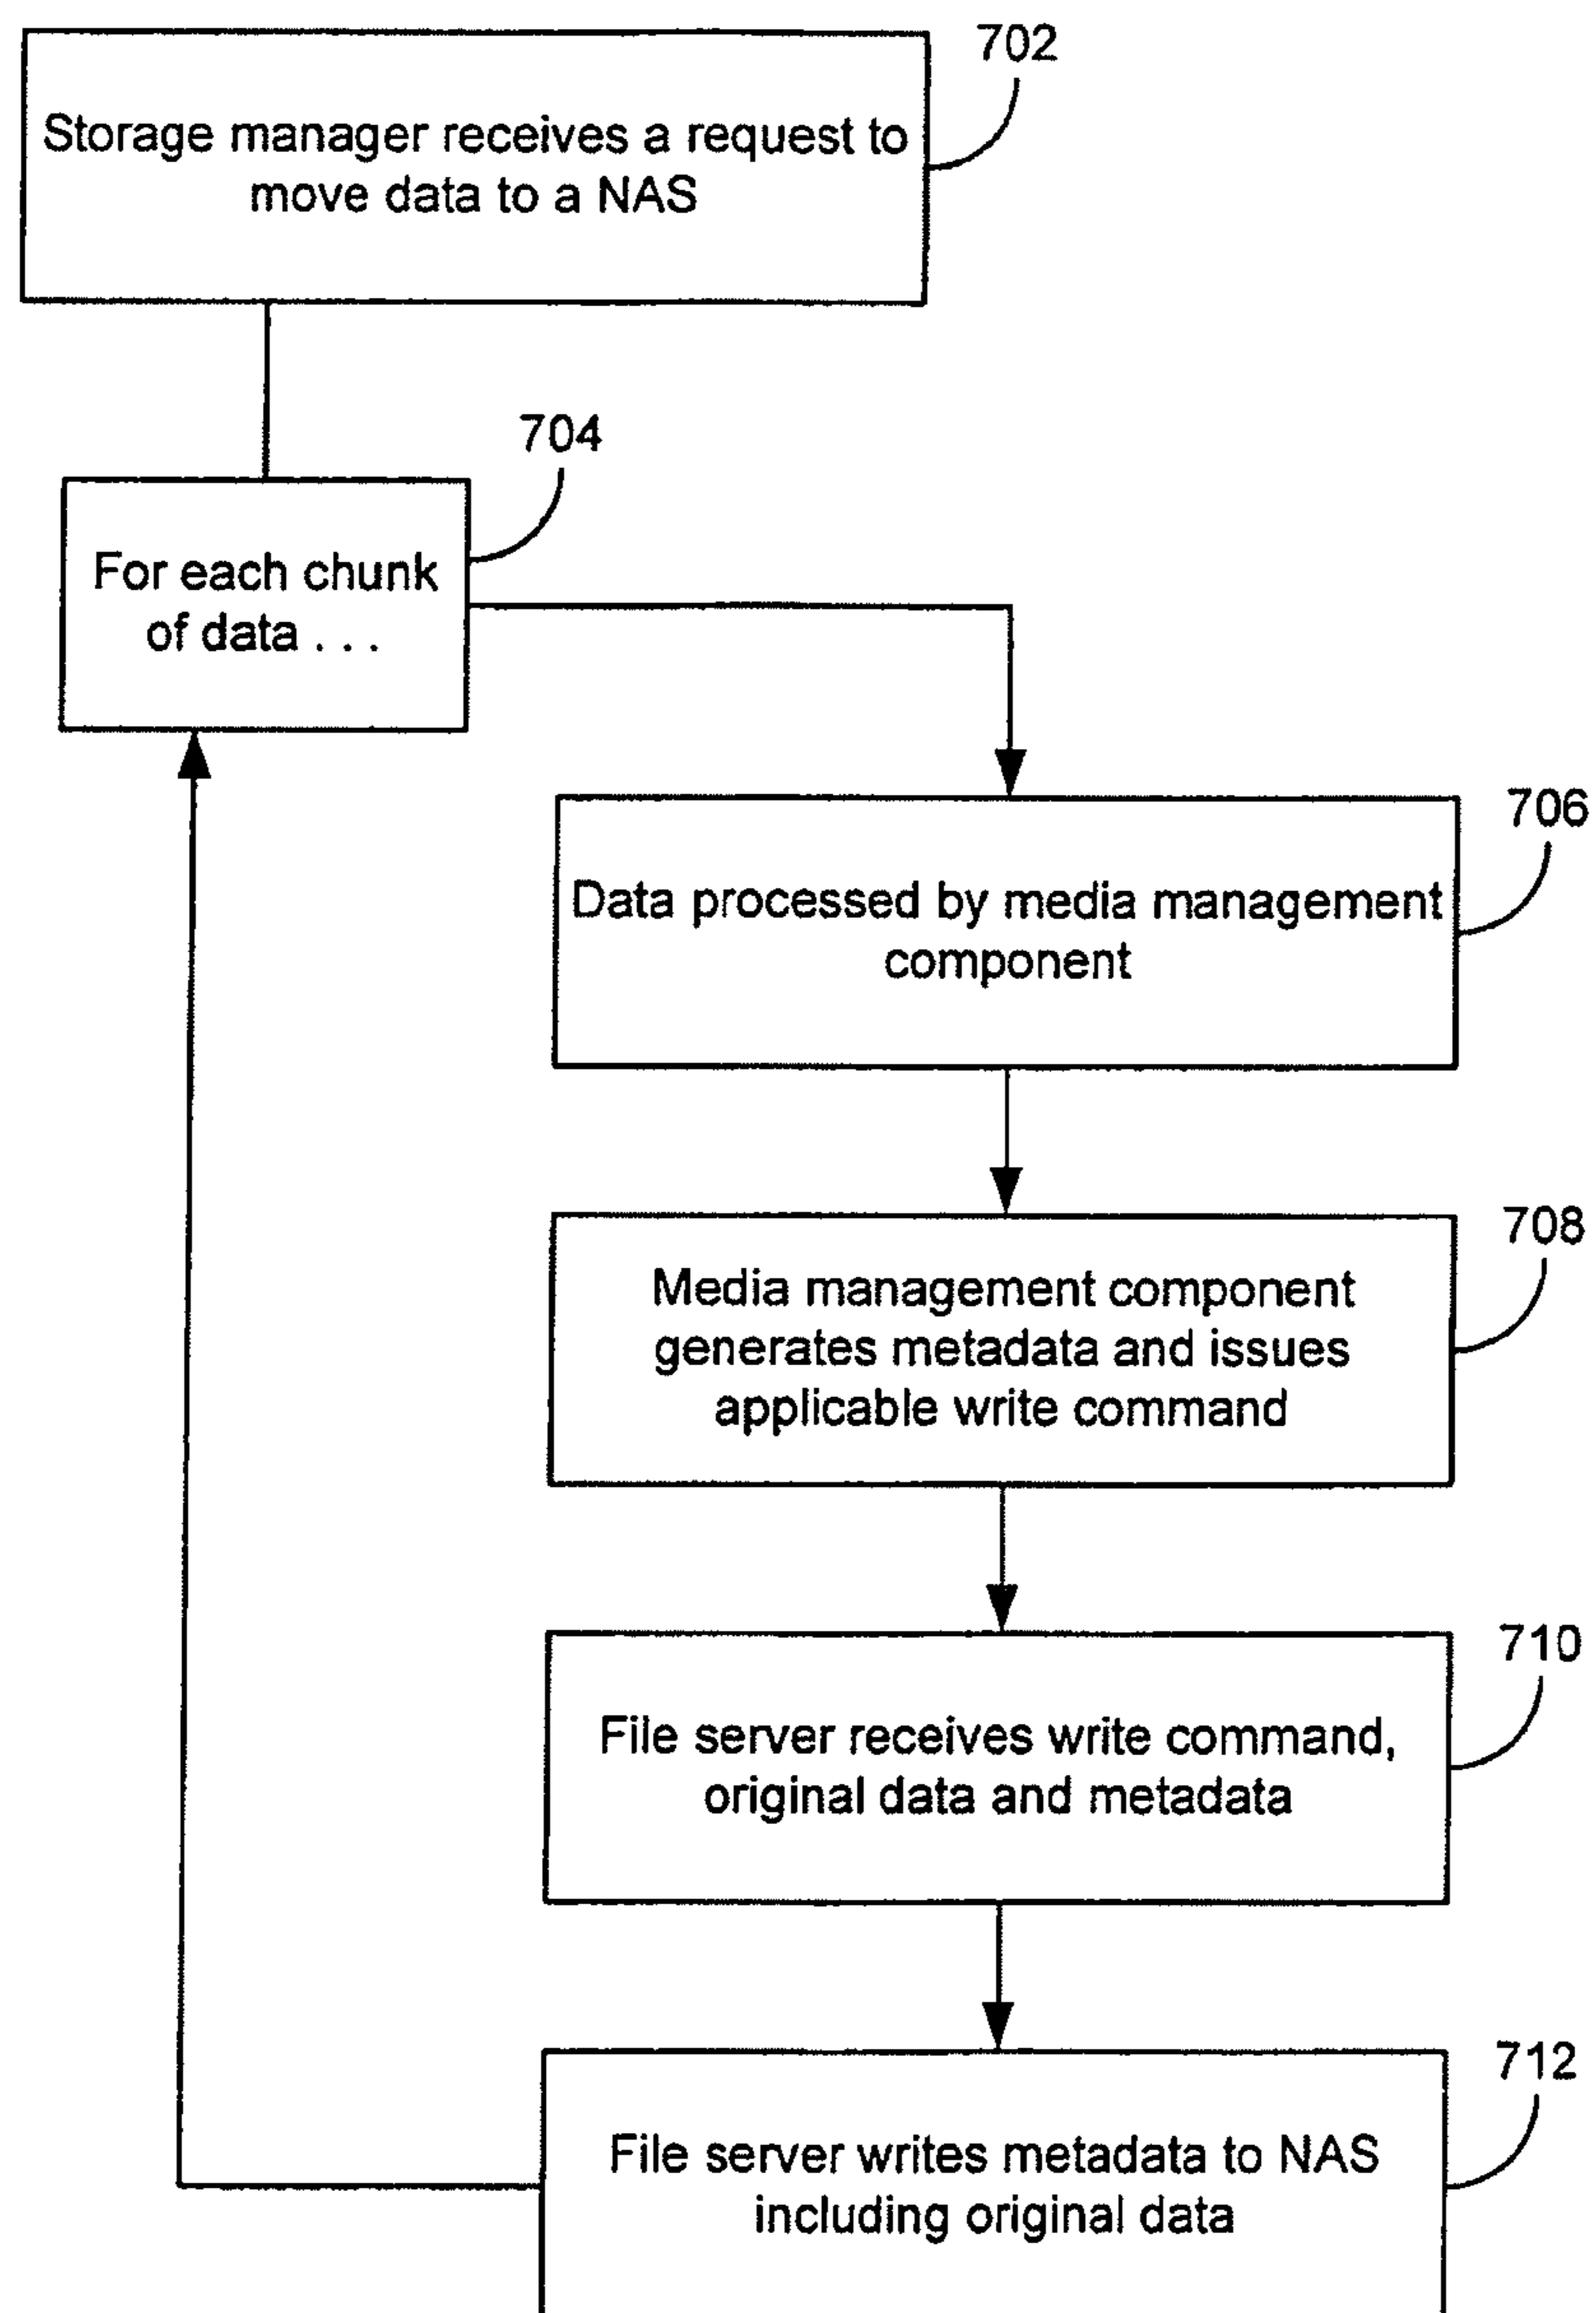 702
Storage manager receives a request to
move data to a NAS
704
For each chunk
of data . . .
706
Data processed by media management
component
708
Media management component
generates metadata and issues
applicable write command
710
File server receives write command,
original data and metadata
712
File server writes metadata to NAS
including original data